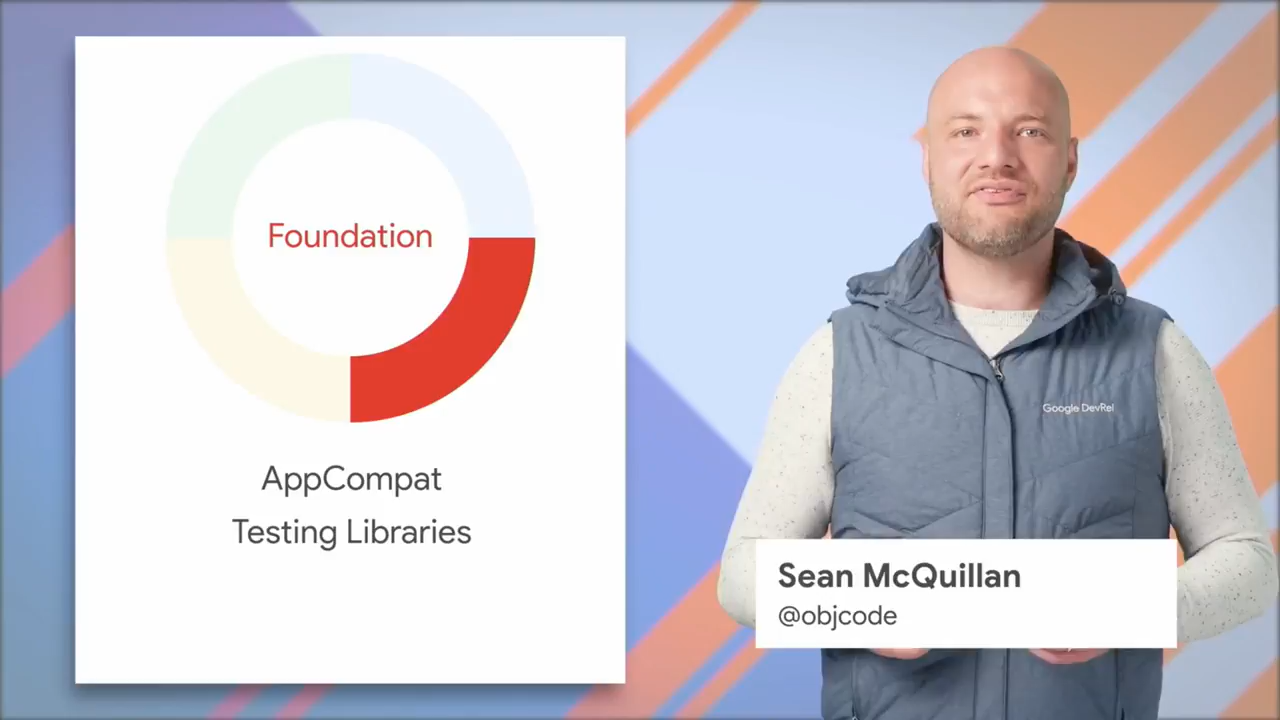 Foundation
AppCompat
Testing Libraries
Google DevRel
Sean McQuillan
@objcode